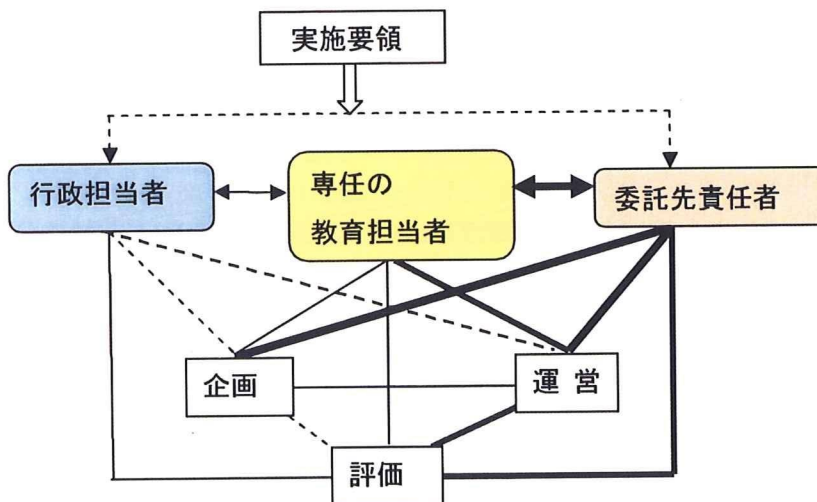 実施要領
行政担当者
専任の
教育担当者
委託先責任者
企画
運 営
評価